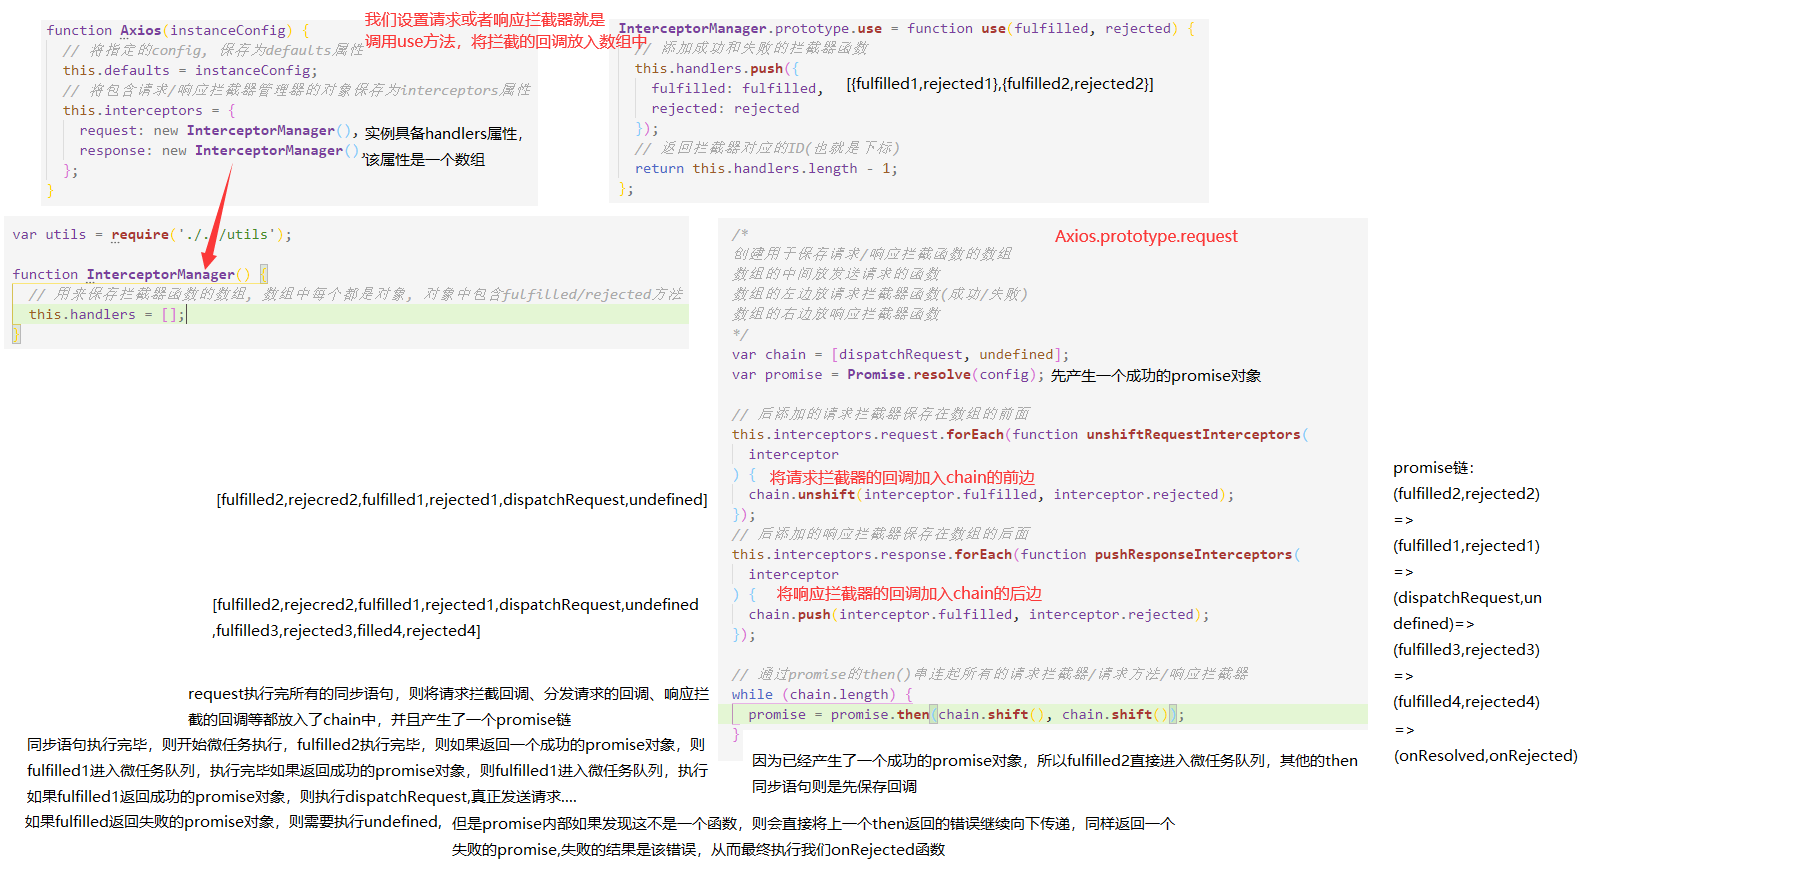 function Axios(instanceConfig) {
// 将指定的config, 保存为defaults属性
this.defaults = instanceConfig;
// 将包含请求/响应拦截器管理器的对象保存为interceptors属性
this.interceptors = {
request: new InterceptorManager(),
response: new InterceptorManager(),
};
}
我们设置请求或者响应拦截器就是
调用use方法，将拦截的回调放入数组中
实例具备handlers属性，
该属性是一个数组
InterceptorManager.prototype.use = function use(fulfilled, rejected) {
// 添加成功和失败的拦截器函数
this.handlers.push({
fulfilled: fulfilled,
rejected: rejected
});
// 返回拦截器对应的ID(也就是下标)
return this.handlers.length - 1;
};
[{fulfilled1,rejected1},{fulfilled2,rejected2}]
var utils = require('./../utils');
function InterceptorManager() {
// 用来保存拦截器函数的数组, 数组中每个都是对象, 对象中包含fulfilled/rejected方法
this.handlers = [];
}
Axios.prototype.request
/*
创建用于保存请求/响应拦截函数的数组
数组的中间放发送请求的函数
数组的左边放请求拦截器函数(成功/失败)
数组的右边放响应拦截器函数
*/
var chain = [dispatchRequest, undefined];
var promise = Promise.resolve(config); 先产生一个成功的promise对象
// 后添加的请求拦截器保存在数组的前面
this.interceptors.request.forEach(function unshiftRequestInterceptors(
interceptor
) { 将请求拦截器的回调加入chain的前边
chain.unshift(interceptor.fulfilled, interceptor.rejected);
});
// 后添加的响应拦截器保存在数组的后面
this.interceptors.response.forEach(function pushResponseInterceptors(
interceptor
) { 将响应拦截器的回调加入chain的后边
chain.push(interceptor.fulfilled, interceptor.rejected);
});
// 通过promise的then()串连起所有的请求拦截器/请求方法/响应拦截器
while (chain.length) {
promise = promise.then(chain.shift(), chain.shift());
}
因为已经产生了一个成功的promise对象，所以fulfilled2直接进入微任务队列，其他的then
同步语句则是先保存回调
[fulfilled2,rejecred2,fulfilled1,rejected1,dispatchRequest,undefined]
[fulfilled2,rejecred2,fulfilled1,rejected1,dispatchRequest,undefined
,fulfilled3,rejected3,filled4,rejected4]
request执行完所有的同步语句，则将请求拦截回调、分发请求的回调、响应拦
截的回调等都放入了chain中，并且产生了一个promise链
同步语句执行完毕，则开始微任务执行，fulfilled2执行完毕，则如果返回一个成功的promise对象，则
fulfilled1进入微任务队列，执行完毕如果返回成功的promise对象，则fulfilled1进入微任务队列，执行
如果fulfilled1返回成功的promise对象，则执行dispatchRequest,真正发送请求....
如果fulfilled返回失败的promise对象，则需要执行undefined，但是promise内部如果发现这不是一个函数，则会直接将上一个then返回的错误继续向下传递，同样返回一个
失败的promise,失败的结果是该错误，从而最终执行我们onRejected函数
promise链：
(fulfilled2,rejected2)
=>
(fulfilled1,rejected1)
=>
(dispatchRequest,un
defined)=>
(fulfilled3,rejected3)
=>
(fulfilled4,rejected4)
=>
(onResolved,onRejected)